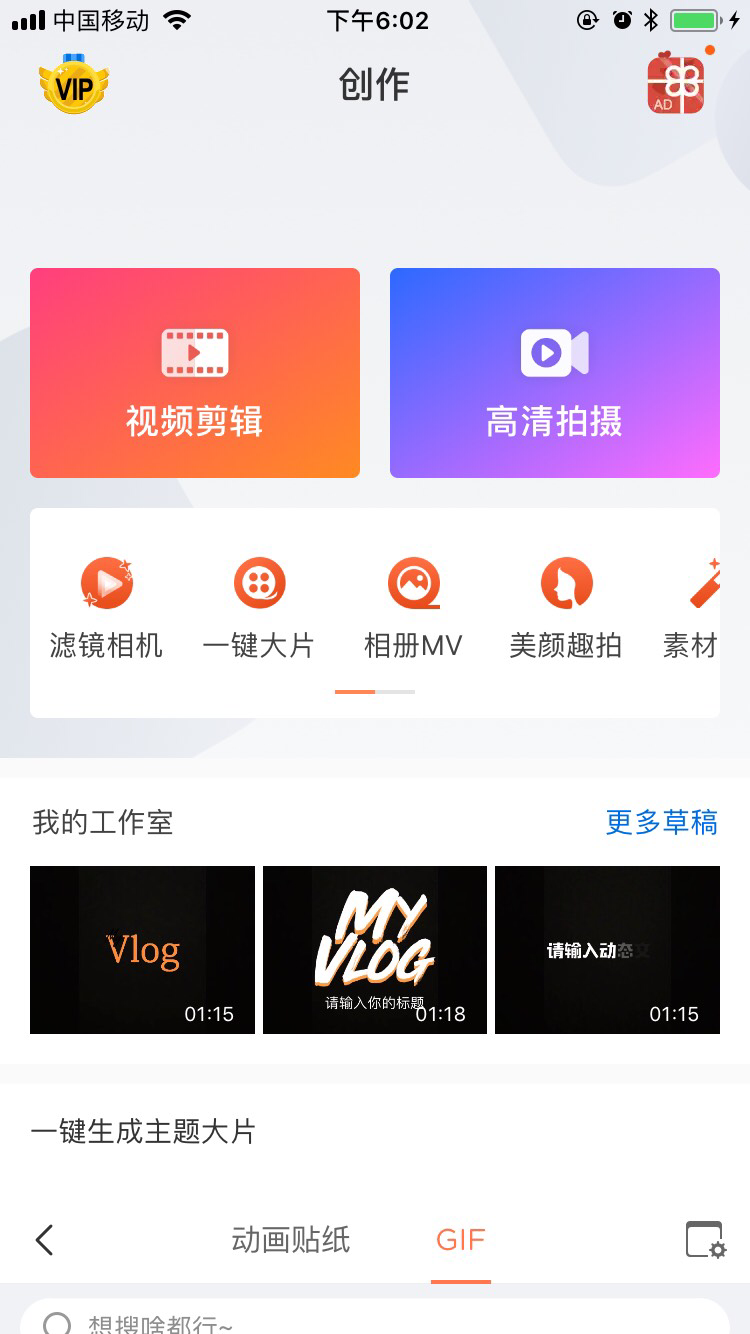 中国移动
下午6:02
VIP
创作
AD
视频剪辑
高清拍摄
滤镜相机
一键大片
相册MV
美颜趣拍
素材
我的工作室
更多草稿
Vlog
01:15
MY
VLOG
请输入你的标题
01:18
请输入动态文
01:15
一键生成主题大片
动画贴纸
GIF
想搜啥都行~